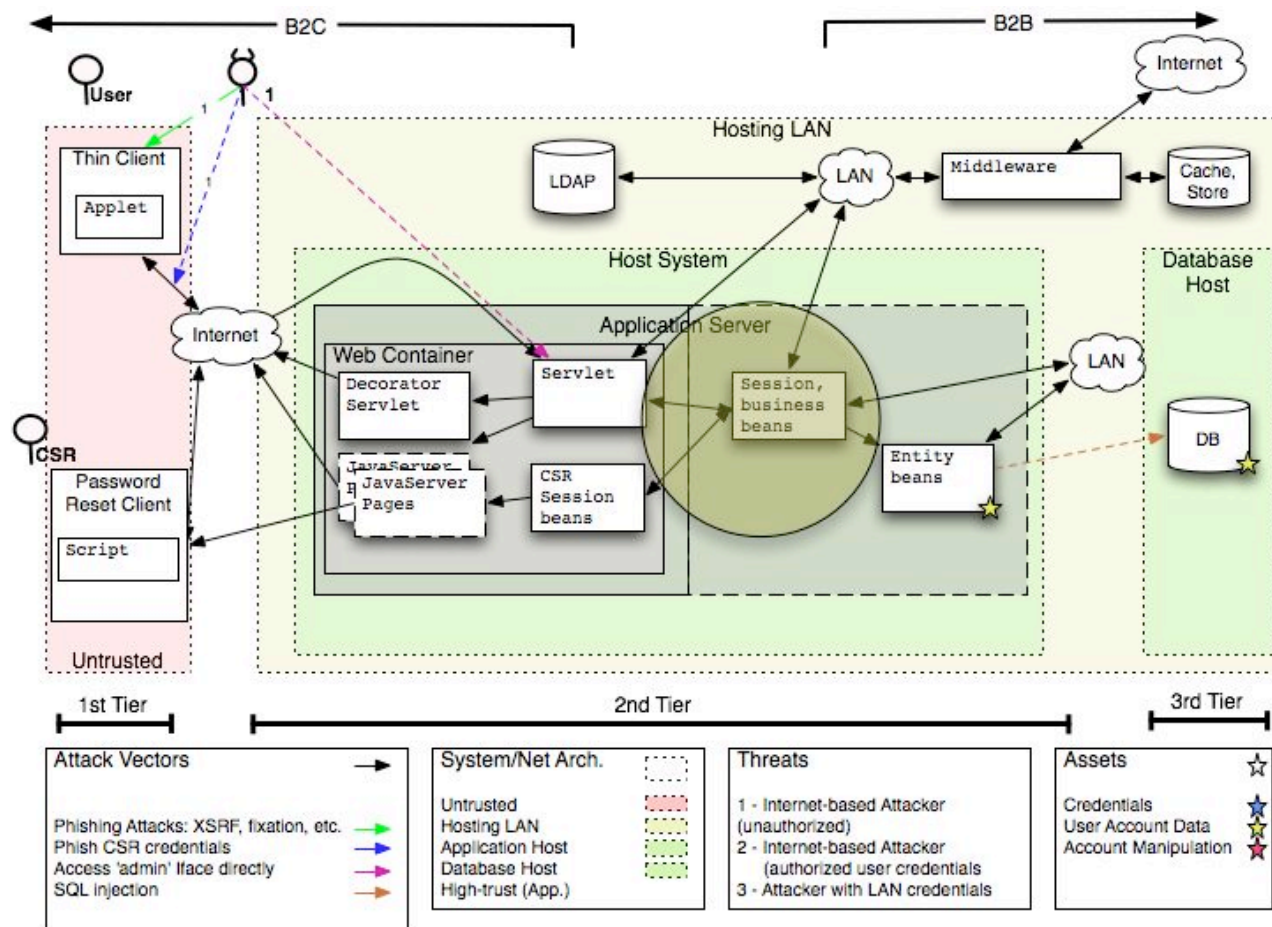 B2C
B2B
Internet
User
1
1
1
Hosting LAN
Thin Client
Applet
LDAP
LAN
Middleware
Cache,
Store
Host System
Database
Host
Internet
Application Server
Web Container
Servlet
Decorator
Servlet
Session,
business
beans
LAN
CSR
DB
Entity
beans
JavaServer
P
JavaServer
Pages
CSR
Session
beans
Password
Reset Client
Script
Untrusted
1st Tier
2nd Tier
3rd Tier
Attack Vectors
Phishing Attacks: XSRF, fixation, etc.
Phish CSR credentials
Access 'admin' Iface directly
SQL injection
System/Net Arch.
Untrusted
Hosting LAN
Application Host
Database Host
High-trust (App.)
Threats
1 - Internet-based Attacker
(unauthorized)
2 - Internet-based Attacker
(authorized user credentials
3 - Attacker with LAN credentials
Assets
Credentials
User Account Data
Account Manipulation